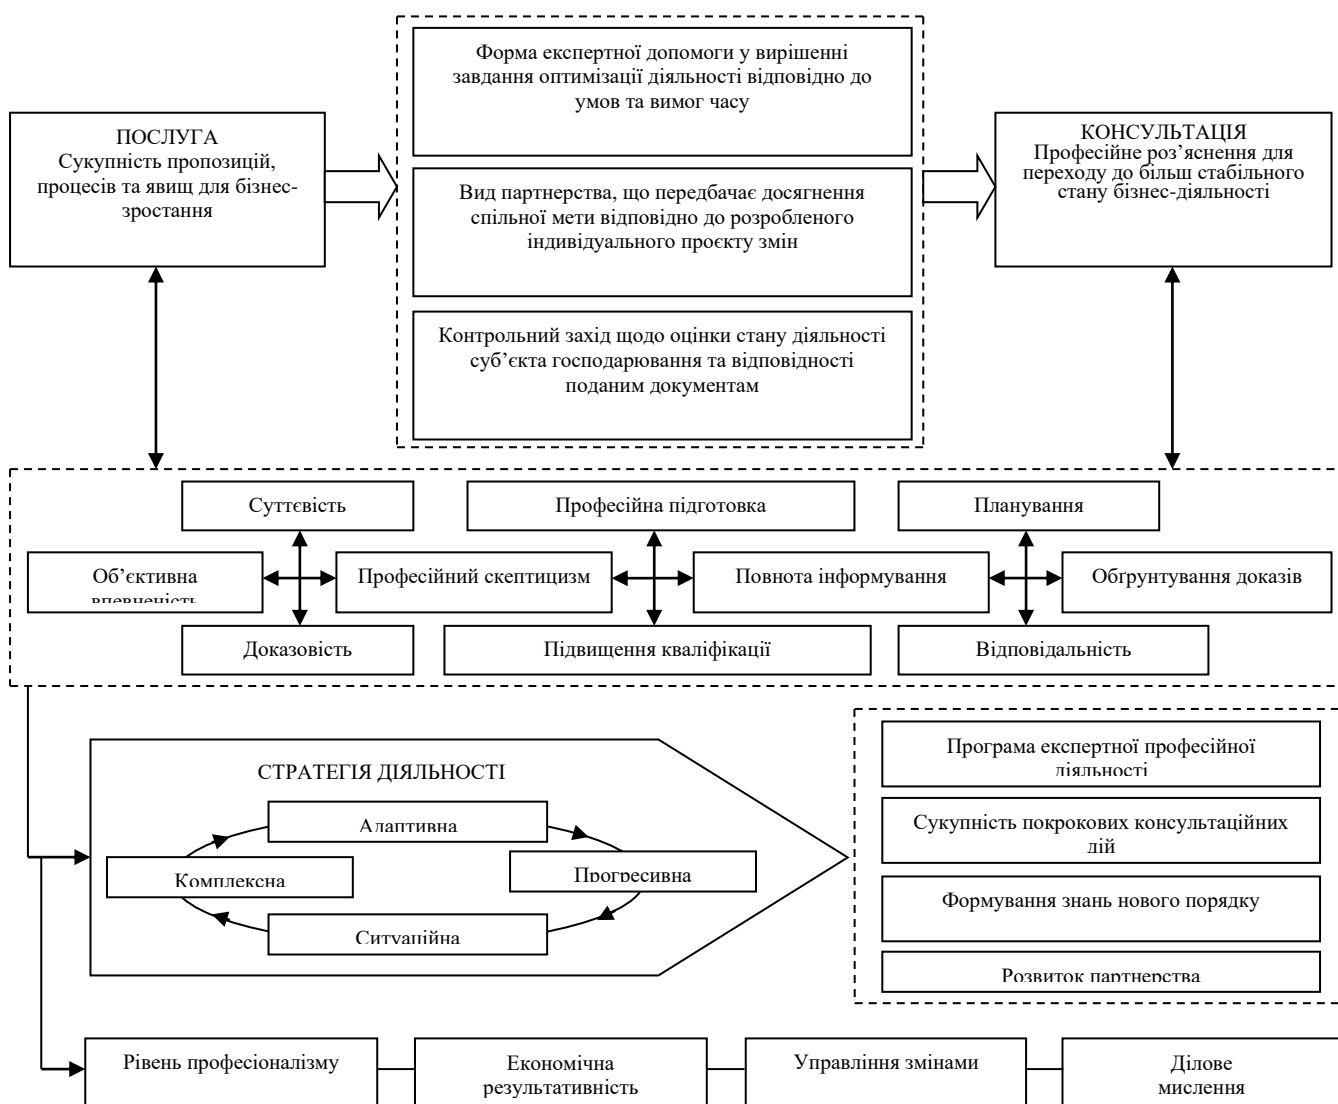 Форма експертної допомоги у вирішенні
завдання оптимізації діяльності відповідно до
умов та вимог часу
ПОСЛУГА
Сукупність пропозицій,
процесів та явищ для бізнес-
зростання
Вид партнерства, що передбачає досягнення
спільної мети відповідно до розробленого
індивідуального проєкту змін
КОНСУЛЬТАЦІЯ
Професійне роз’яснення для
переходу до більш стабільного
стану бізнес-діяльності
Контрольний захід щодо оцінки стану діяльності
суб’єкта господарювання та відповідності
поданим документам
Суттєвість
Професійна підготовка
Планування
Об’єктивна
впевненість
Професійний скептицизм
Повнота інформування
Обґрунтування доказів
Доказовість
Підвищення кваліфікації
Відповідальність
СТРАТЕГІЯ ДІЯЛЬНОСТІ
Адаптивна
Комплексна
Прогресивна
Ситуаційна
Програма експертної професійної
діяльності
Сукупність покрокових консультаційних
дій
Формування знань нового порядку
Розвиток партнерства
Рівень професіоналізму
Економічна
результативність
Управління змінами
Ділове
мислення